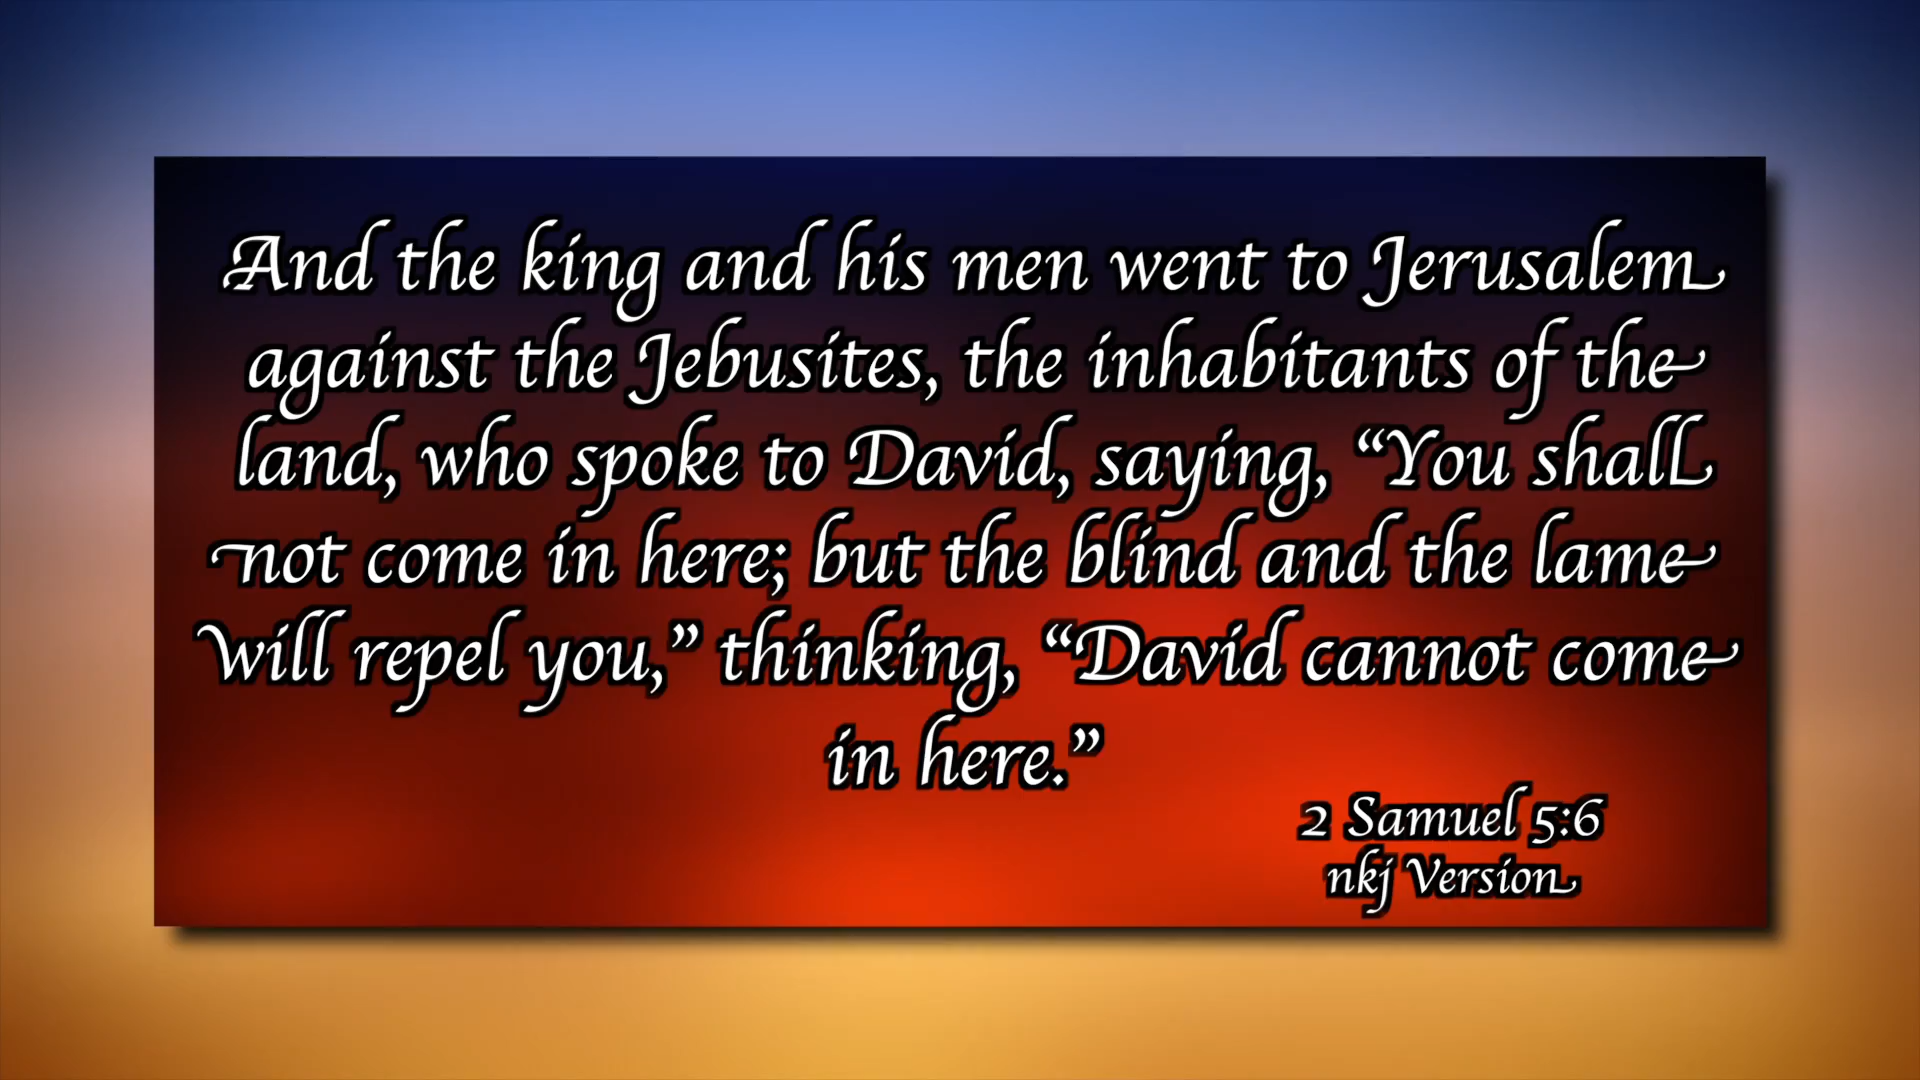 And the king and his men went to Jerusalem
against the Jebusites, the inhabitants of the
land, who spoke to David, saying, “You shall
not come in here; but the blind and the lame
will repel you,” thinking, “David cannot come
in here.”
2 Samuel 5:6
nkj Version